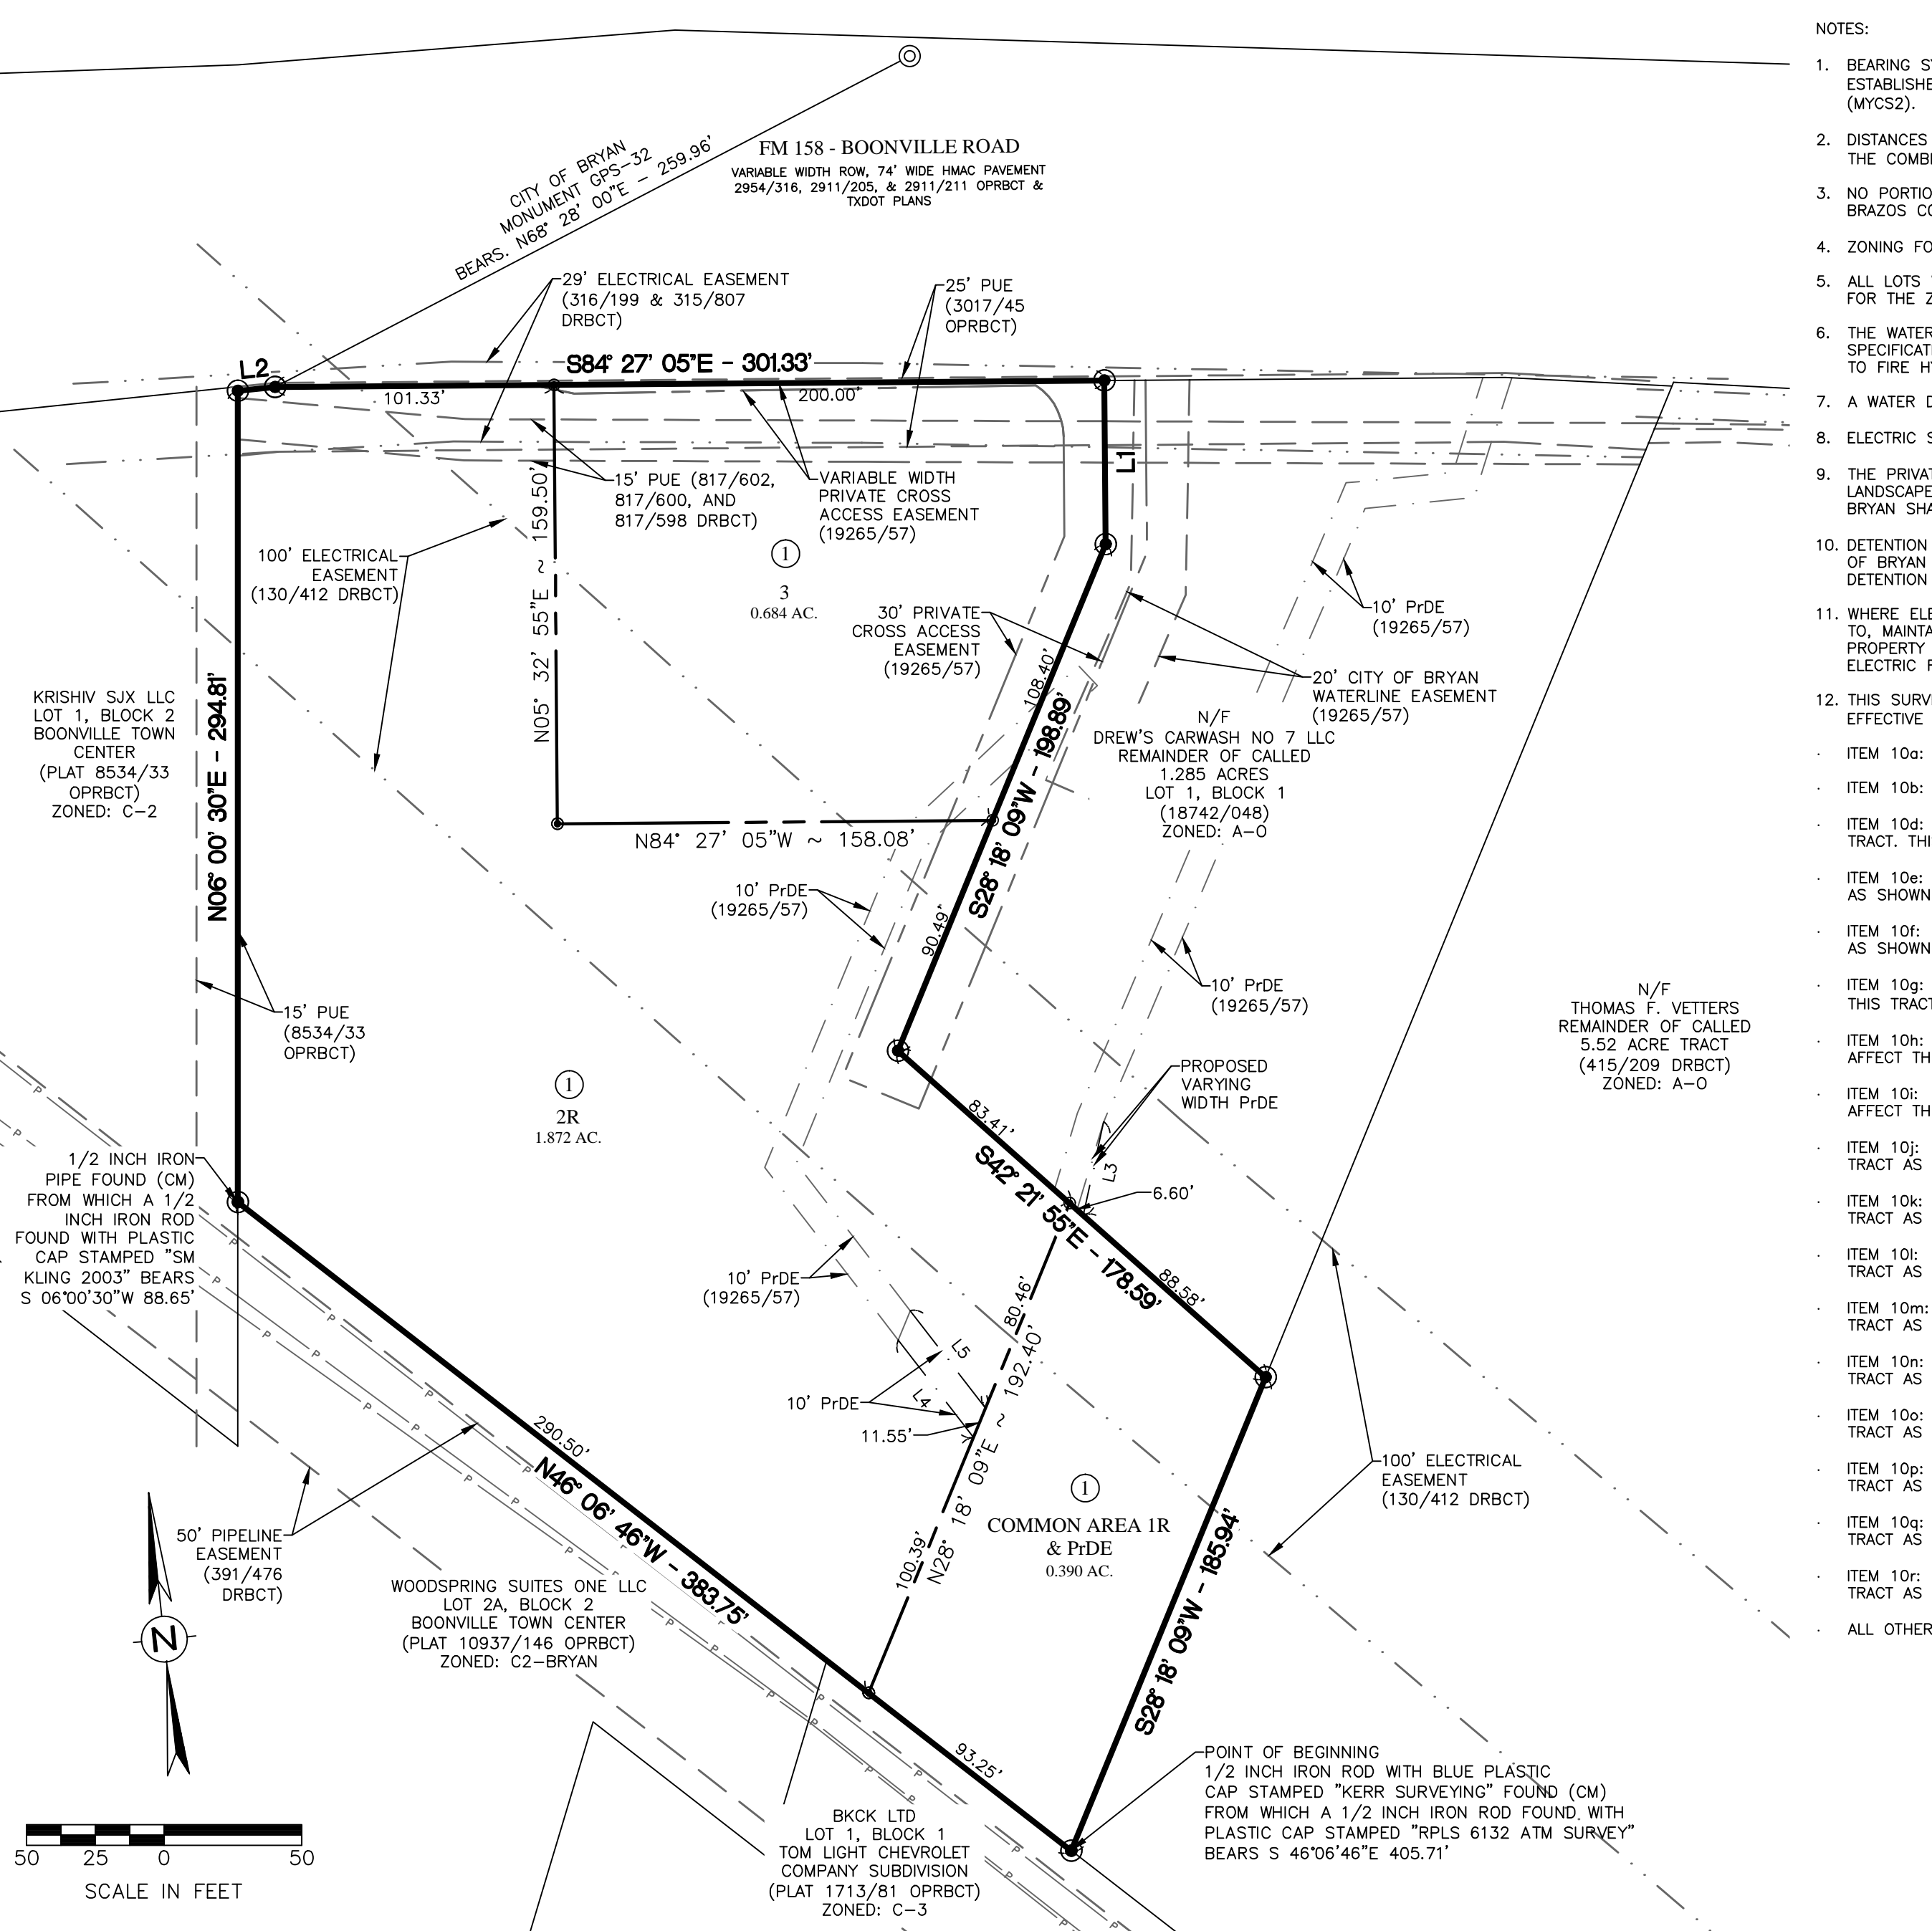 CITY OF BRYAN
MONUMENT GPS-32
BEARS. N68° 28' 00"E - 259.96'
FM 158 - BOONVILLE ROAD
VARIABLE WIDTH ROW, 74' WIDE HMAC PAVEMENT
2954/316, 2911/205, & 2911/211 OPRBCT &
TXDOT PLANS
29' ELECTRICAL EASEMENT
(316/199 & 315/807
DRBCT)
25' PUE
(3017/45
OPRBCT)
L2
S84° 27' 05"E - 301.33'
101.33'
200.00'
L1
15' PUE (817/602,
817/600, AND
817/598 DRBCT)
VARIABLE WIDTH
PRIVATE CROSS
ACCESS EASEMENT
(19265/57)
N05° 32' 55"E ~ 159.50'
100' ELECTRICAL
EASEMENT
(130/412 DRBCT)
1
3
0.684 AC.
30' PRIVATE
CROSS ACCESS
EASEMENT
(19265/57)
10' PrDE
(19265/57)
20' CITY OF BRYAN
WATERLINE EASEMENT
(19265/57)
108.40'
S28° 18' 09"W - 198.89'
90.49'
N/F
DREW'S CARWASH NO 7 LLC
REMAINDER OF CALLED
1.285 ACRES
LOT 1, BLOCK 1
(18742/048)
ZONED: A-O
KRISHIV SJX LLC
LOT 1, BLOCK 2
BOONVILLE TOWN
CENTER
(PLAT 8534/33
OPRBCT)
ZONED: C-2
N06° 00' 30"E - 294.81'
N84° 27' 05"W ~ 158.08'
10' PrDE
(19265/57)
10' PrDE
(19265/57)
N/F
THOMAS F. VETTERS
REMAINDER OF CALLED
5.52 ACRE TRACT
(415/209 DRBCT)
ZONED: A-O
15' PUE
(8534/33
OPRBCT)
1
2R
1.872 AC.
PROPOSED
VARYING
WIDTH PrDE
83.41'
S42° 21' 55"E - 178.59'
L3
6.60'
88.58'
1/2 INCH IRON
PIPE FOUND (CM)
FROM WHICH A 1/2
INCH IRON ROD
FOUND WITH PLASTIC
CAP STAMPED "SM
KLING 2003" BEARS
S 06°00'30"W 88.65'
10' PrDE
(19265/57)
80.46'
N28° 18' 09"E ~ 192.40'
100.39'
L5
L4
10' PrDE
11.55'
290.50'
N46° 06' 46"W - 383.75'
93.25'
100' ELECTRICAL
EASEMENT
(130/412 DRBCT)
1
COMMON AREA 1R
& PrDE
0.390 AC.
S28° 18' 09"W - 185.94'
50' PIPELINE
EASEMENT
(391/476
DRBCT)
WOODSPRING SUITES ONE LLC
LOT 2A, BLOCK 2
BOONVILLE TOWN CENTER
(PLAT 10937/146 OPRBCT)
ZONED: C2-BRYAN
N
50 25 0 50
SCALE IN FEET
BKCK LTD
LOT 1, BLOCK 1
TOM LIGHT CHEVROLET
COMPANY SUBDIVISION
(PLAT 1713/81 OPRBCT)
ZONED: C-3
POINT OF BEGINNING
1/2 INCH IRON ROD WITH BLUE PLASTIC
CAP STAMPED "KERR SURVEYING" FOUND (CM)
FROM WHICH A 1/2 INCH IRON ROD FOUND WITH
PLASTIC CAP STAMPED "RPLS 6132 ATM SURVEY"
BEARS S 46°06'46"E 405.71'
NOTES:
1. BEARING
(MYCS2).
2. DISTANCES
THE
3. NO
BRAZOS
4. ZONING
5. ALL LOTS
FOR THE
6. THE WATER
TO FIRE
7. A WATER
8. ELECTRIC
9. THE
BRYAN
10. DETENTION
OF BRYAN
DETENTION
11. WHERE
TO,
PROPERTY
ELECTRIC
12. THIS
EFFECTIVE
· ITEM 10a:
· ITEM 10b:
· ITEM 10d:
TRACT.
· ITEM 10e:
AS SHOWN
· ITEM 10f:
AS SHOWN
· ITEM 10g:
THIS
· ITEM 10h:
AFFECT
· ITEM 10i:
AFFECT
· ITEM 10j:
TRACT AS
· ITEM 10k:
TRACT AS
· ITEM 10l:
TRACT AS
· ITEM 10m:
TRACT AS
· ITEM 10n:
TRACT AS
· ITEM 10o:
TRACT AS
· ITEM 10p:
TRACT AS
· ITEM 10q:
TRACT AS
· ITEM 10r:
TRACT AS
· ALL OTHER